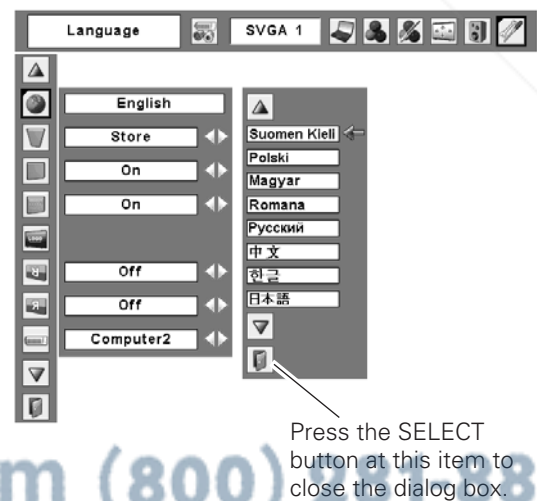 Language
SVGA 1
English
Store
On
On
Off
Off
Computer2
Suomen Kieli
Polski
Magyar
Romana
Русский
中文
한글
日本語
Press the SELECT
button at this item to
close the dialog box.
m (800)